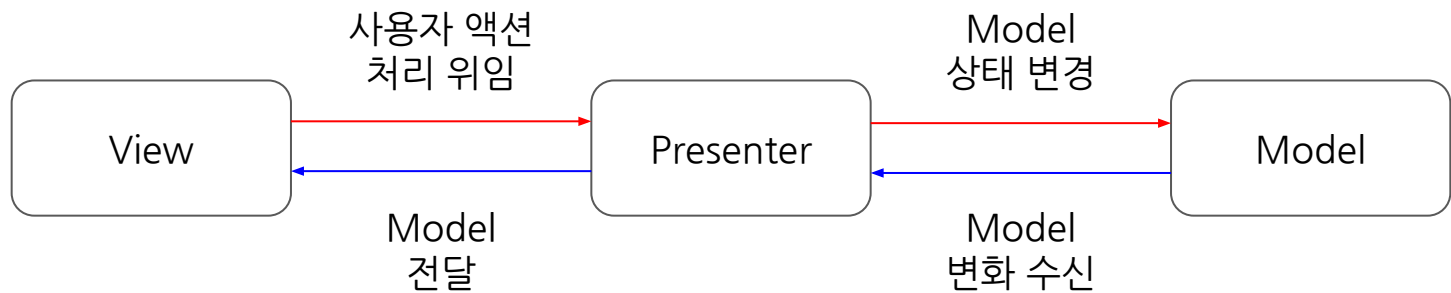 사용자 액션
처리 위임
Model
상태 변경
View
Presenter
Model
Model
전달
Model
변화 수신